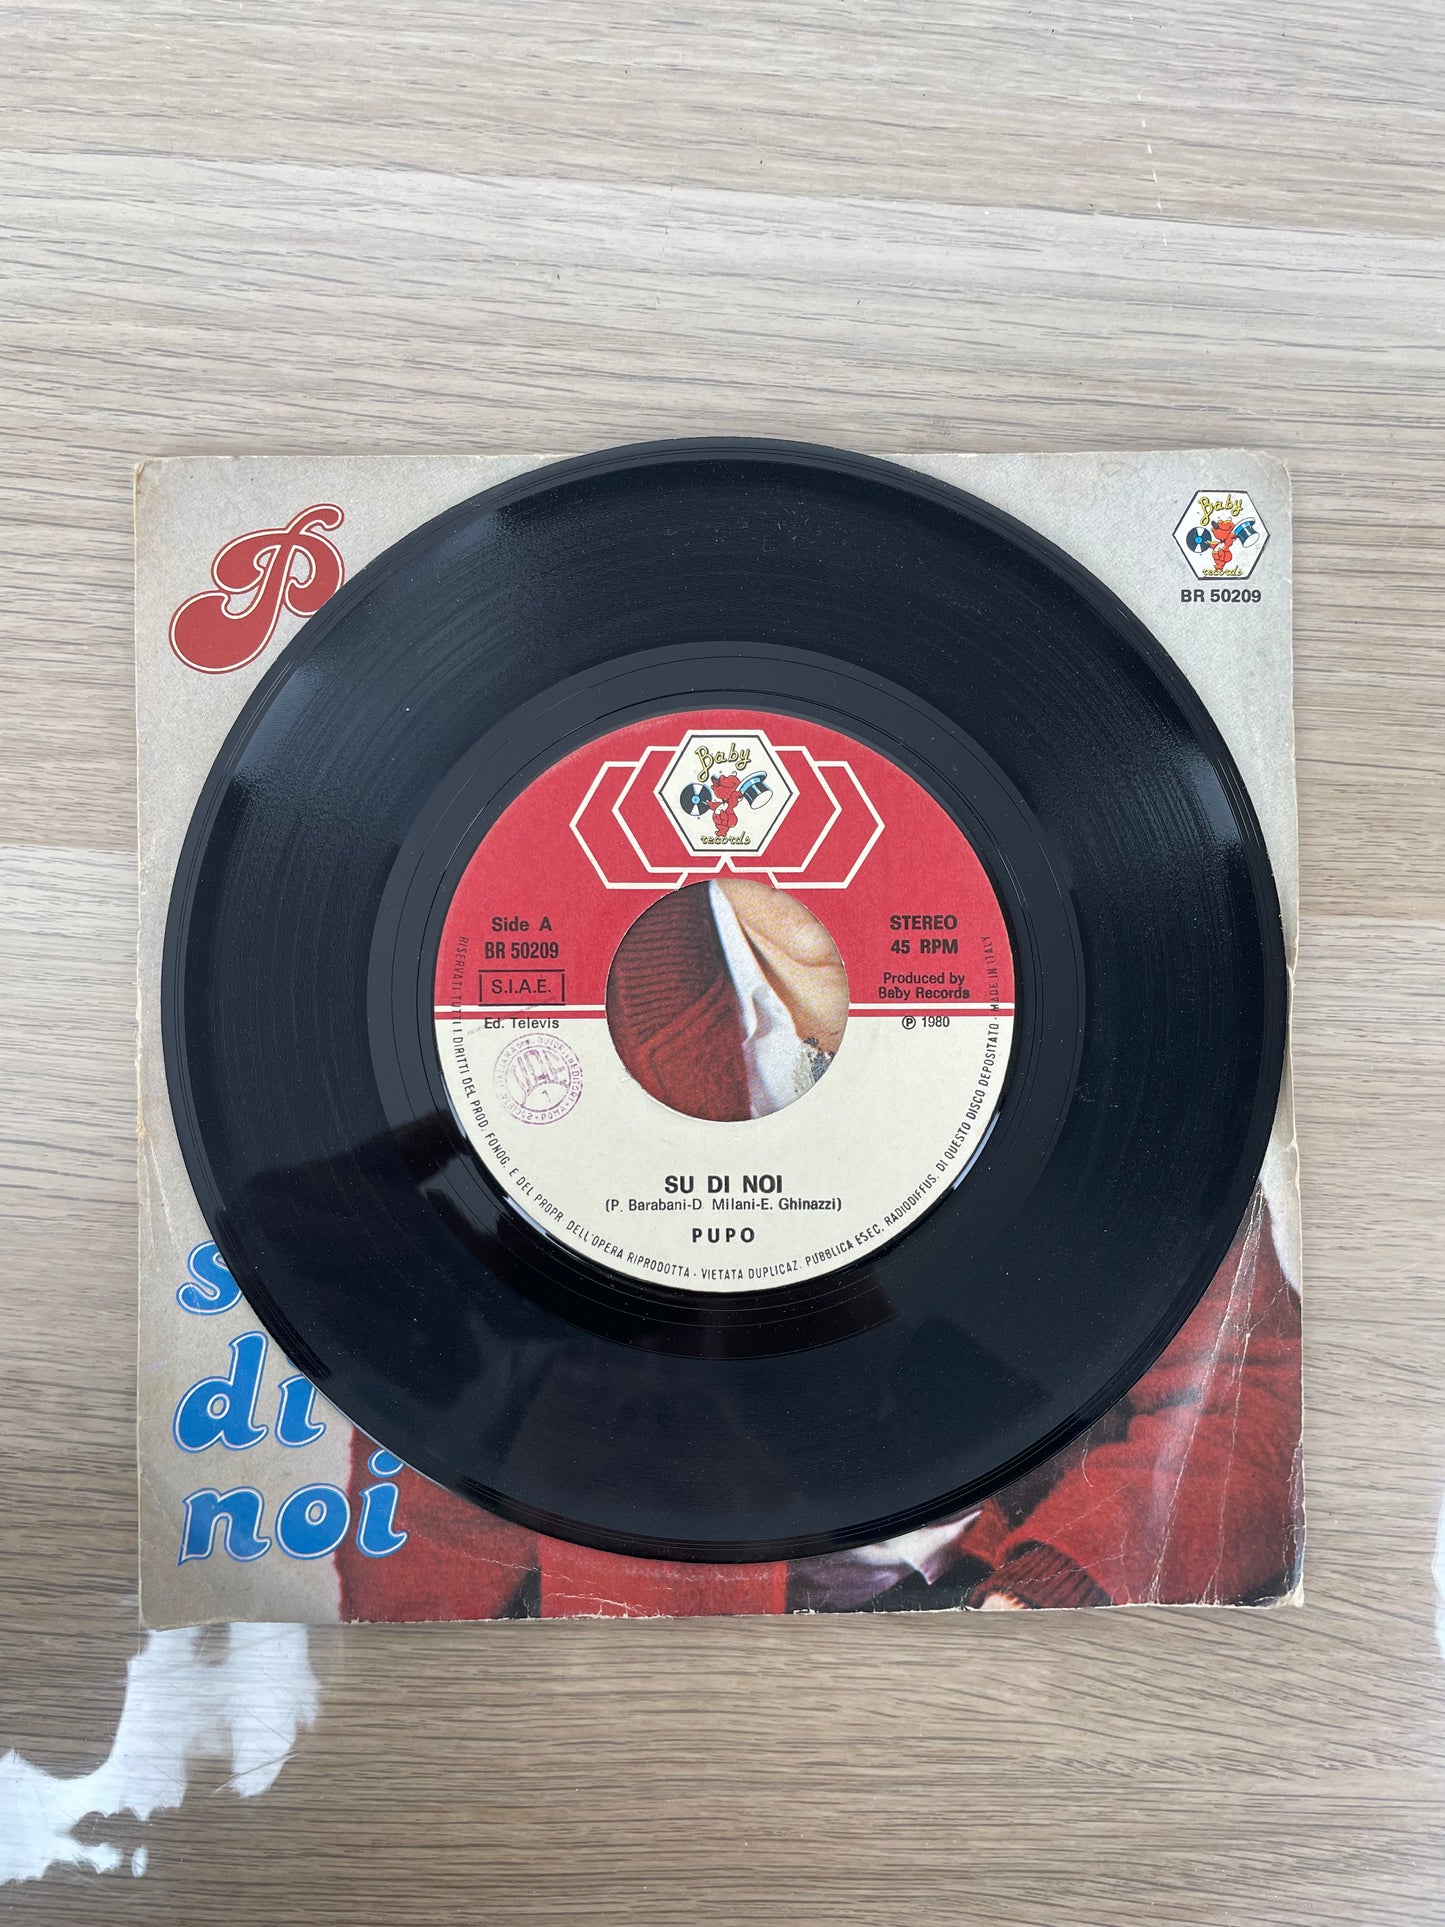 P
Baby
records
BR 50209
Baby
records
Side A
BR 50209
S.I.A.E.
Ed. Televis
STEREO
45 RPM
Produced by
Baby Records
℗ 1980
SU DI NOI
(P. Barabani-D. Milani-E. Ghinazzi)
PUPO
RISERVATI TUTTI I DIRITTI DEL PROD. FONOG. E DEL PROPR. DELL'OPERA RIPRODOTTA - VIETATA DUPLICAZ. PUBBLICA ESEC. RADIODIFFUS. DI QUESTO DISCO DEPOSITATO - MADE IN ITALY
ROMA
s
di
noi